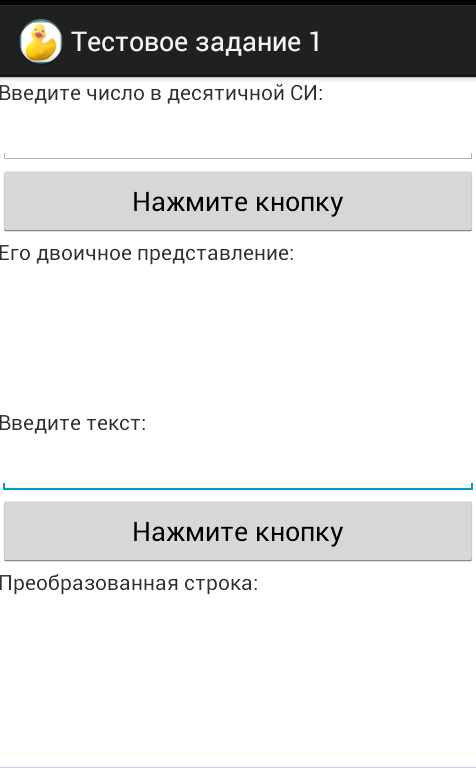 Тестовое задание 1
Введите число в десятичной СИ:
Нажмите кнопку
Его двоичное представление:
Введите текст:
Нажмите кнопку
Преобразованная строка: